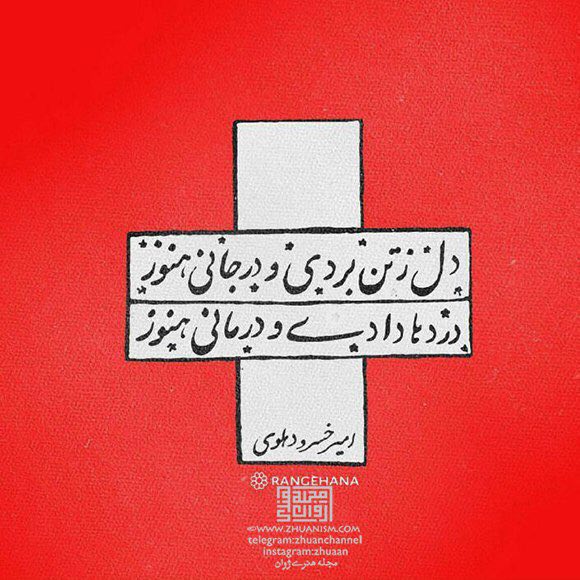 دل ز تن بردی و در جانی هنوز
دردها دادی و درمانی هنوز
امیر خسرو دهلوی
RANGEHANA
©WWW.ZHUANISM.COM
telegram:zhuanchannel
instagram:zhuaan
مجله هنری ژوان